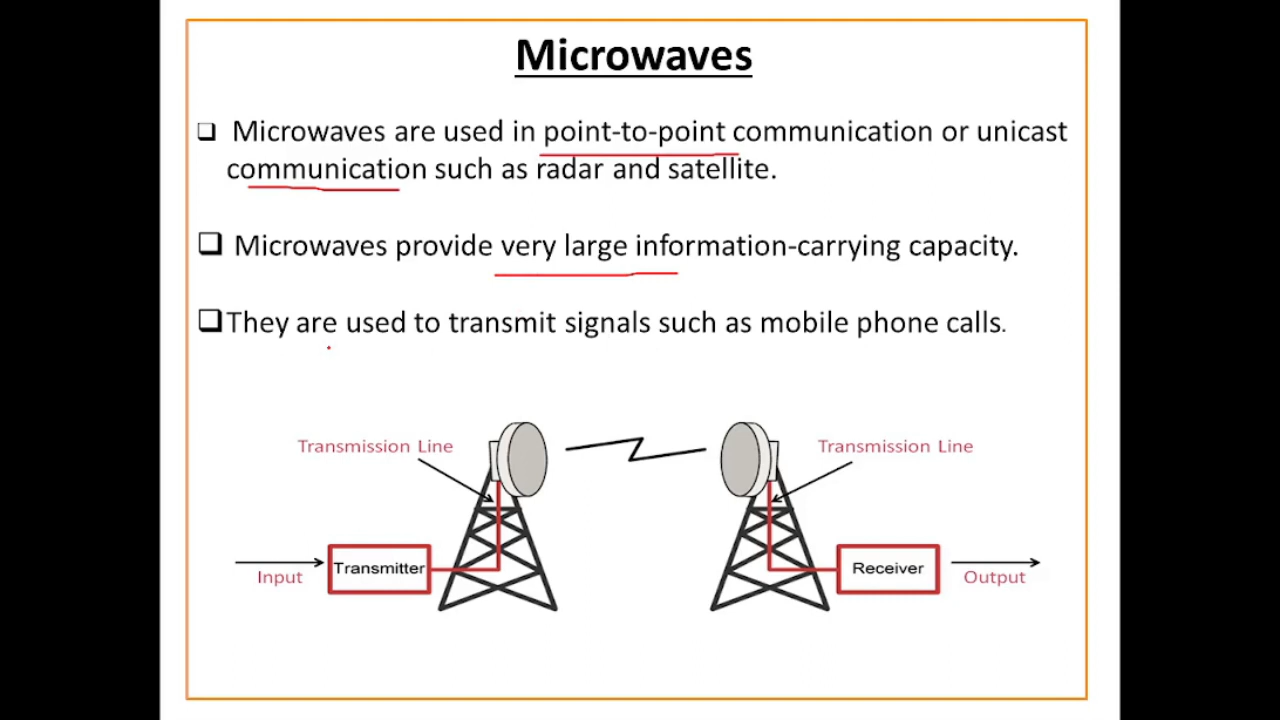 Microwaves
❑ Microwaves are used in point-to-point communication or unicast
communication such as radar and satellite.
❑ Microwaves provide very large information-carrying capacity.
❑They are used to transmit signals such as mobile phone calls.
Transmission Line
Transmission Line
Input
Transmitter
Receiver
Output